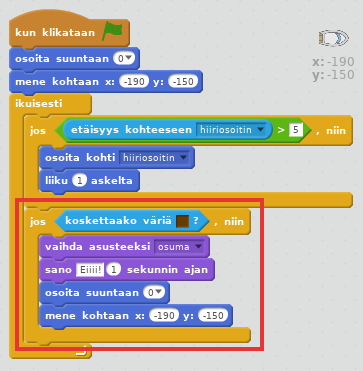 kun klikataan
osoita suuntaan 0
mene kohtaan x: -190 y: -150
ikuisesti
jos etäisyys kohteeseen hiiriosoitin > 5 , niin
osoita kohti hiiriosoitin
liiku 1 askelta
jos koskettaako väriä ? , niin
vaihda asusteeksi osuma
sano Eiiii! 1 sekunnin ajan
osoita suuntaan 0
mene kohtaan x: -190 y: -150
x: -190
y: -150